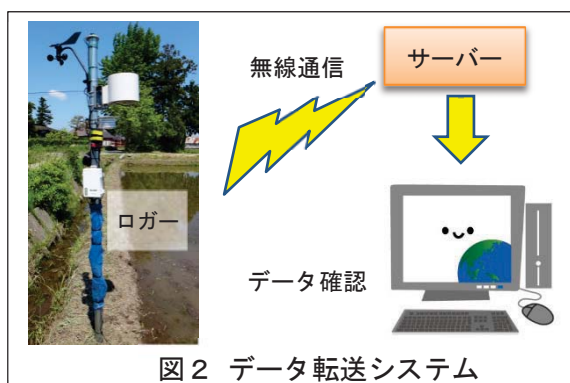 無線通信
サーバー
ロガー
データ確認
図2 データ転送システム